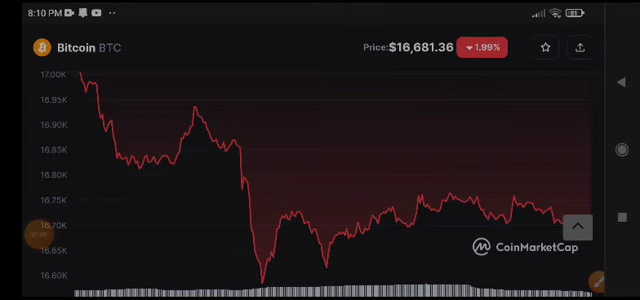 8:10 PM
81
Bitcoin BTC
Price: $16,681.36 1.99%
17.00K
16.95K
16.90K
16.85K
16.80K
16.75K
16.70K
16.65K
16.60K
CoinMarketCap